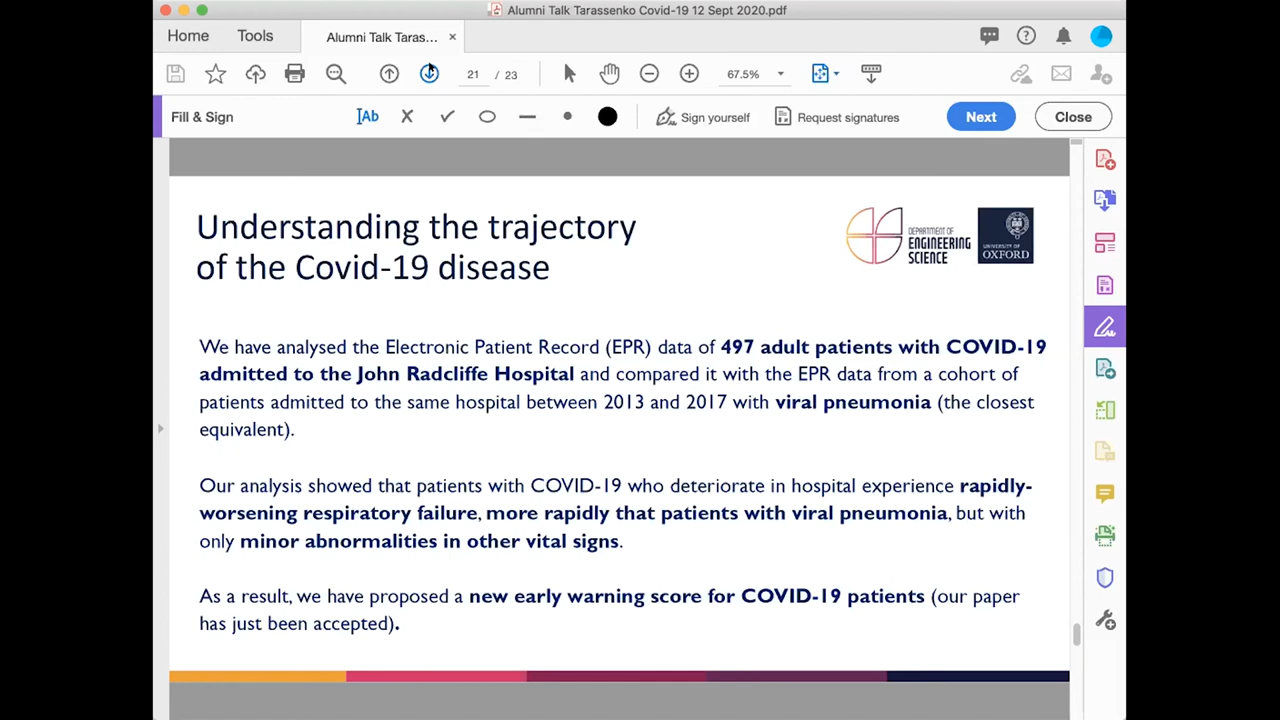 Alumni Talk Tarassenko Covid-19 12 Sept 2020.pdf
Home
Tools
Alumni Talk Taras...
21 / 23
67.5%
Fill & Sign
Ab
Sign yourself
Request signatures
Next
Close
Understanding the trajectory
of the Covid-19 disease
DEPARTMENT OF
ENGINEERING
SCIENCE
UNIVERSITY OF
OXFORD
We have analysed the Electronic Patient Record (EPR) data of 497 adult patients with COVID-19
admitted to the John Radcliffe Hospital and compared it with the EPR data from a cohort of
patients admitted to the same hospital between 2013 and 2017 with viral pneumonia (the closest
equivalent).
Our analysis showed that patients with COVID-19 who deteriorate in hospital experience rapidly-
worsening respiratory failure, more rapidly that patients with viral pneumonia, but with
only minor abnormalities in other vital signs.
As a result, we have proposed a new early warning score for COVID-19 patients (our paper
has just been accepted).